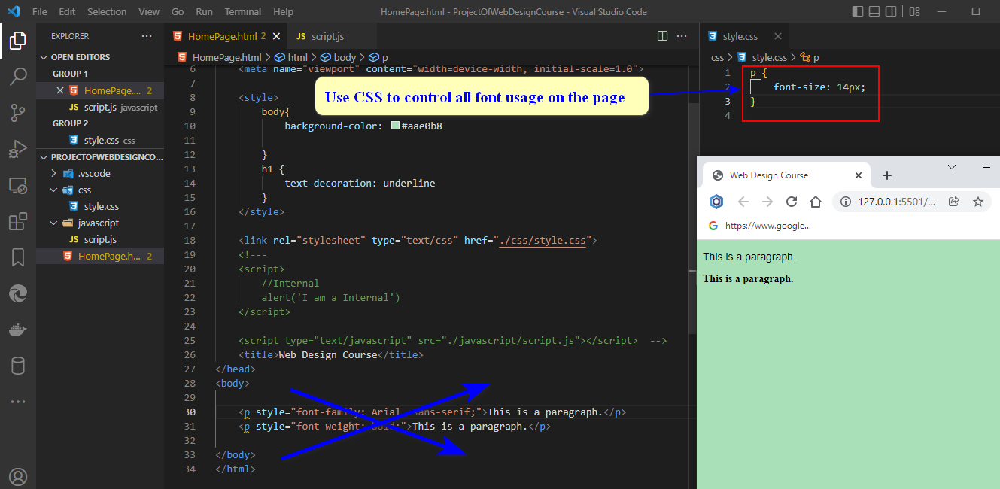 File Edit Selection View Go Run Terminal Help
HomePage.html - ProjectOfWebDesignCourse - Visual Studio Code
EXPLORER
OPEN EDITORS
GROUP 1
HomePage.... 2
JS script.js javascript
GROUP 2
style.css css
PROJECTOFWEBDESIGNCO...
.vscode
css
style.css
javascript
JS script.js
HomePage.h... 2
HomePage.html 2
JS script.js
HomePage.html > html > body > p
6 <meta name="viewport" content="width=device-width, initial-scale=1.0">
7
8 <style>
9 body{
10 background-color: #aae0b8
11
12 }
13 h1 {
14 text-decoration: underline
15 }
16 </style>
17
18 <link rel="stylesheet" type="text/css" href="./css/style.css">
19 <!---
20 <script>
21 //Internal
22 alert('I am a Internal')
23 </script>
24
25 <script type="text/javascript" src="./javascript/script.js"></script> -->
26 <title>Web Design Course</title>
27 </head>
28 <body>
29
30 <p style="font-family: Arial, sans-serif;">This is a paragraph.</p>
31 <p style="font-weight: bold;">This is a paragraph.</p>
32
33 </body>
34 </html>
Use CSS to control all font usage on the page
style.css
css > style.css > p
1 p {
2 font-size: 14px;
3 }
4
Web Design Course
127.0.0.1:5501/...
https://www.google...
This is a paragraph.
This is a paragraph.